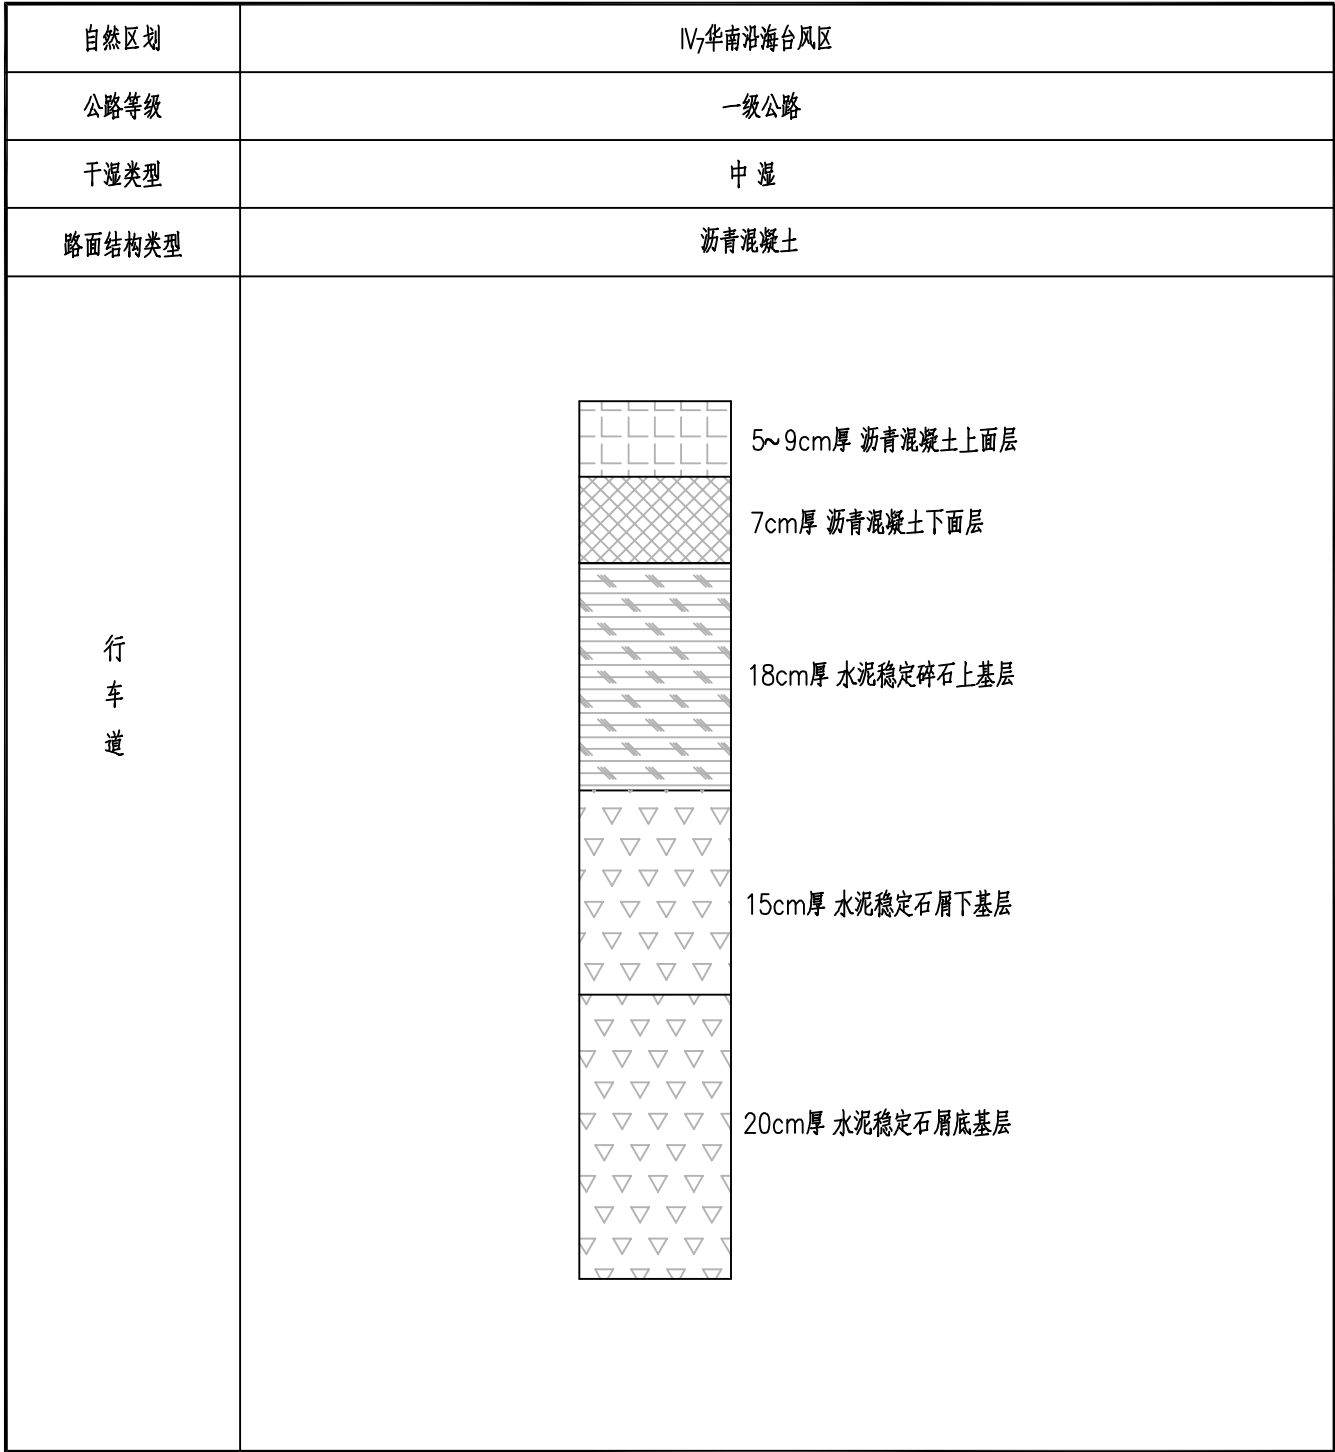 自然区划
IV7华南沿海台风区
公路等级
一级公路
干湿类型
中 湿
路面结构类型
沥青混凝土
5~9cm厚 沥青混凝土上面层
7cm厚 沥青混凝土下面层
18cm厚 水泥稳定碎石上基层
行
车
道
15cm厚 水泥稳定石屑下基层
20cm厚 水泥稳定石屑底基层